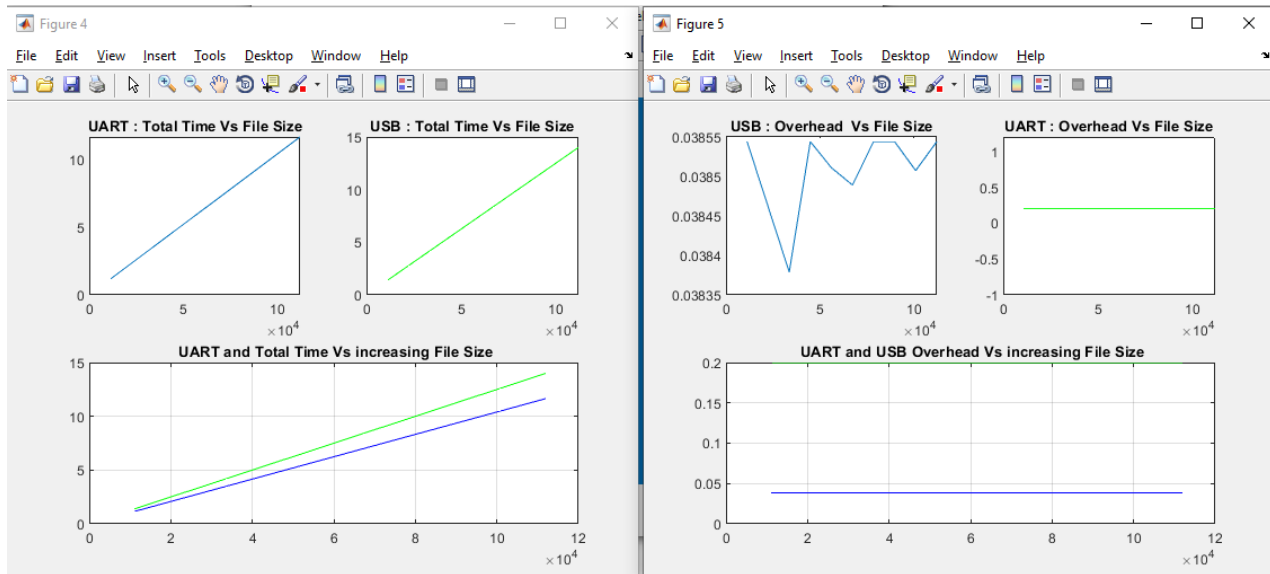 Figure 4
File Edit View Insert Tools Desktop Window Help
UART : Total Time Vs File Size
10
5
0
0 5 10
×10^4
USB : Total Time Vs File Size
15
10
5
0
0 5 10
×10^4
UART and Total Time Vs increasing File Size
15
10
5
0
0 2 4 6 8 10 12
×10^4
Figure 5
File Edit View Insert Tools Desktop Window Help
USB : Overhead Vs File Size
0.03855
0.0385
0.03845
0.0384
0.03835
0 5 10
×10^4
UART : Overhead Vs File Size
1
0.5
0
-0.5
-1
0 5 10
×10^4
UART and USB Overhead Vs increasing File Size
0.2
0.15
0.1
0.05
0
0 2 4 6 8 10 12
×10^4